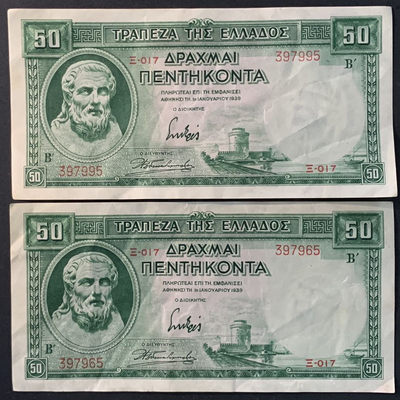 50 ΤΡΑΠΕΖΑ ΤΗΣ ΕΛΛΑΔΟΣ 50
Ξ-017 ΔΡΑΧΜΑΙ 397995
ΠΕΝΤΗΚΟΝΤΑ Β΄
ΠΛΗΡΩΤΕΑΙ ΕΠΙ ΤΗ ΕΜΦΑΝΙΣΕΙ
ΑΘΗΝΗΣΙ ΤΗ 1Η ΙΑΝΟΥΑΡΙΟΥ 1939
Ο ΔΙΟΙΚΗΤΗΣ
Β΄ Ο ΔΙΕΥΘΥΝΤΗΣ
397995 Ξ-017
50 50
50 ΤΡΑΠΕΖΑ ΤΗΣ ΕΛΛΑΔΟΣ 50
Ξ-017 ΔΡΑΧΜΑΙ 397965
ΠΕΝΤΗΚΟΝΤΑ Β΄
ΠΛΗΡΩΤΕΑΙ ΕΠΙ ΤΗ ΕΜΦΑΝΙΣΕΙ
ΑΘΗΝΗΣΙ ΤΗ 1Η ΙΑΝΟΥΑΡΙΟΥ 1939
Ο ΔΙΟΙΚΗΤΗΣ
Β΄ Ο ΔΙΕΥΘΥΝΤΗΣ
397965 Ξ-017
50 50